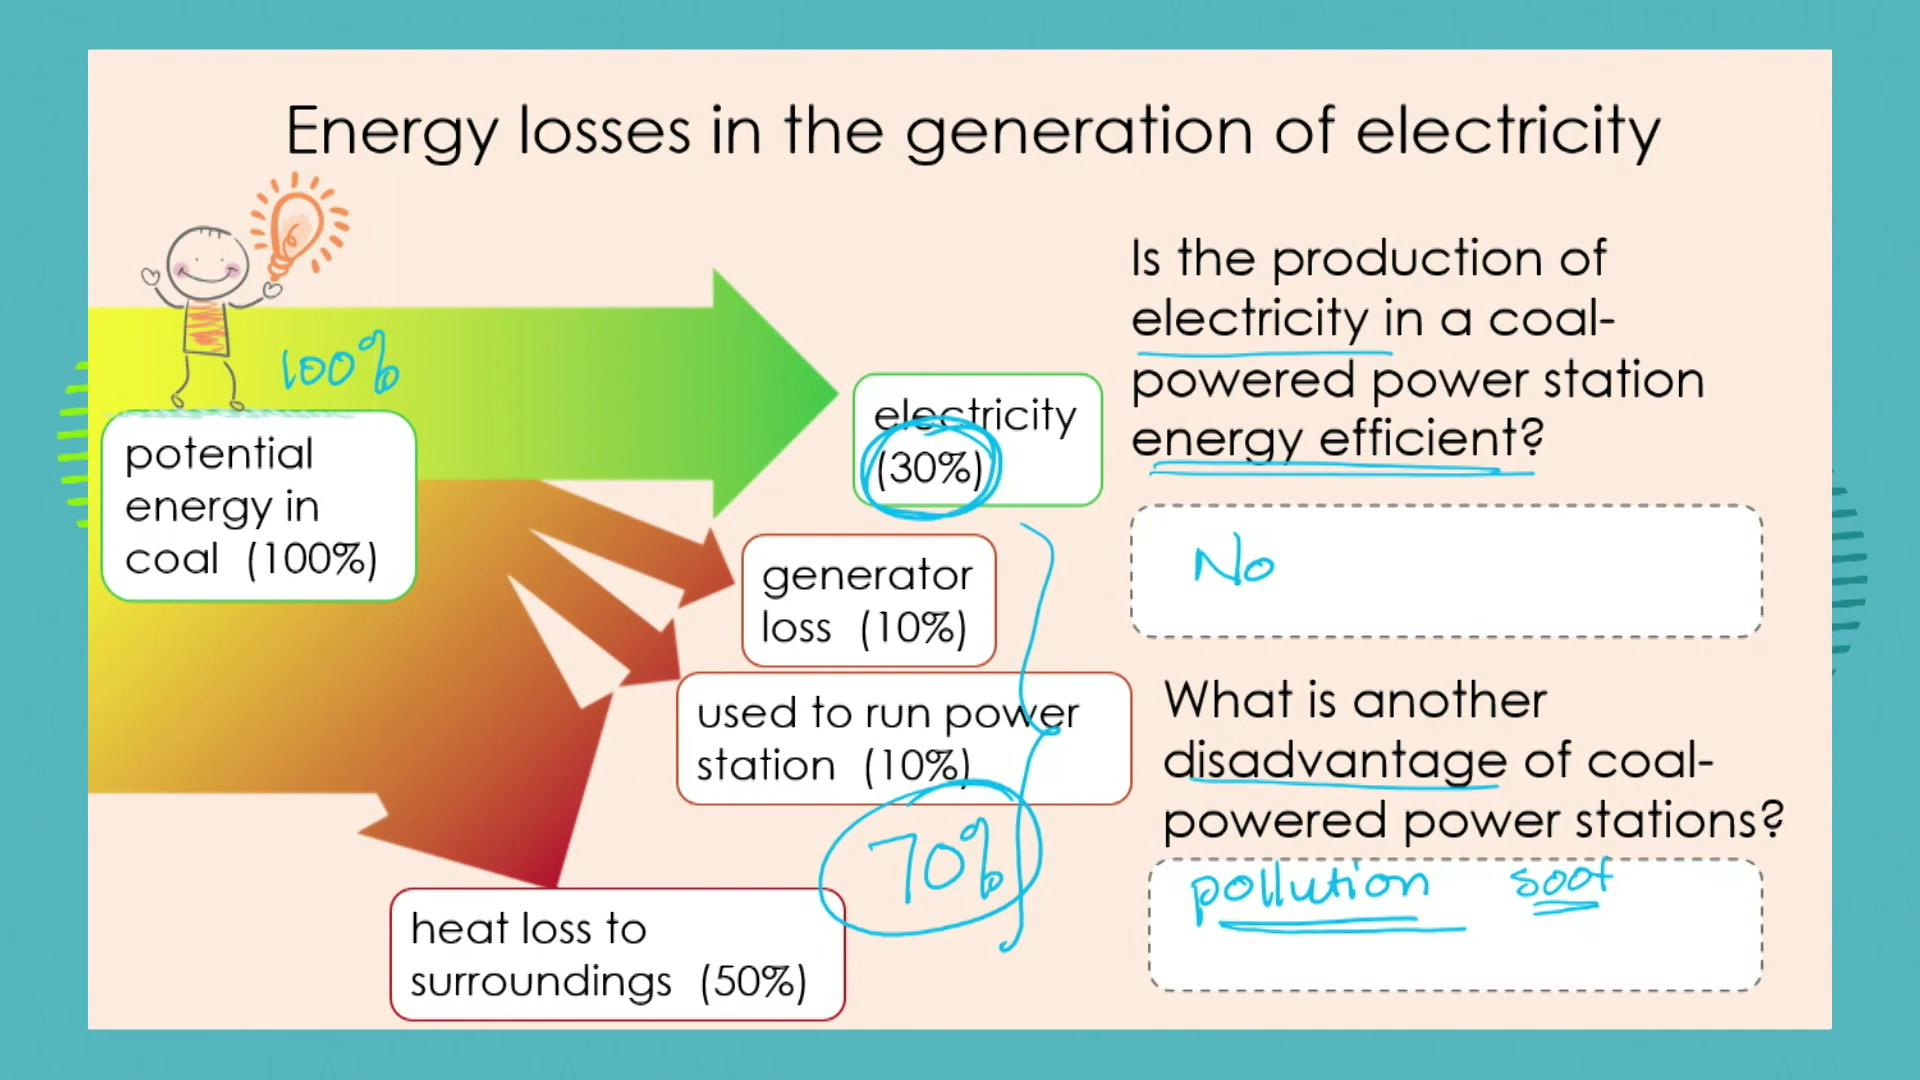 Energy losses in the generation of electricity
100%
potential
energy in
coal (100%)
electricity
(30%)
generator
loss (10%)
used to run power
station (10%)
70%
heat loss to
surroundings (50%)
Is the production of
electricity in a coal-
powered power station
energy efficient?
No
What is another
disadvantage of coal-
powered power stations?
pollution soot